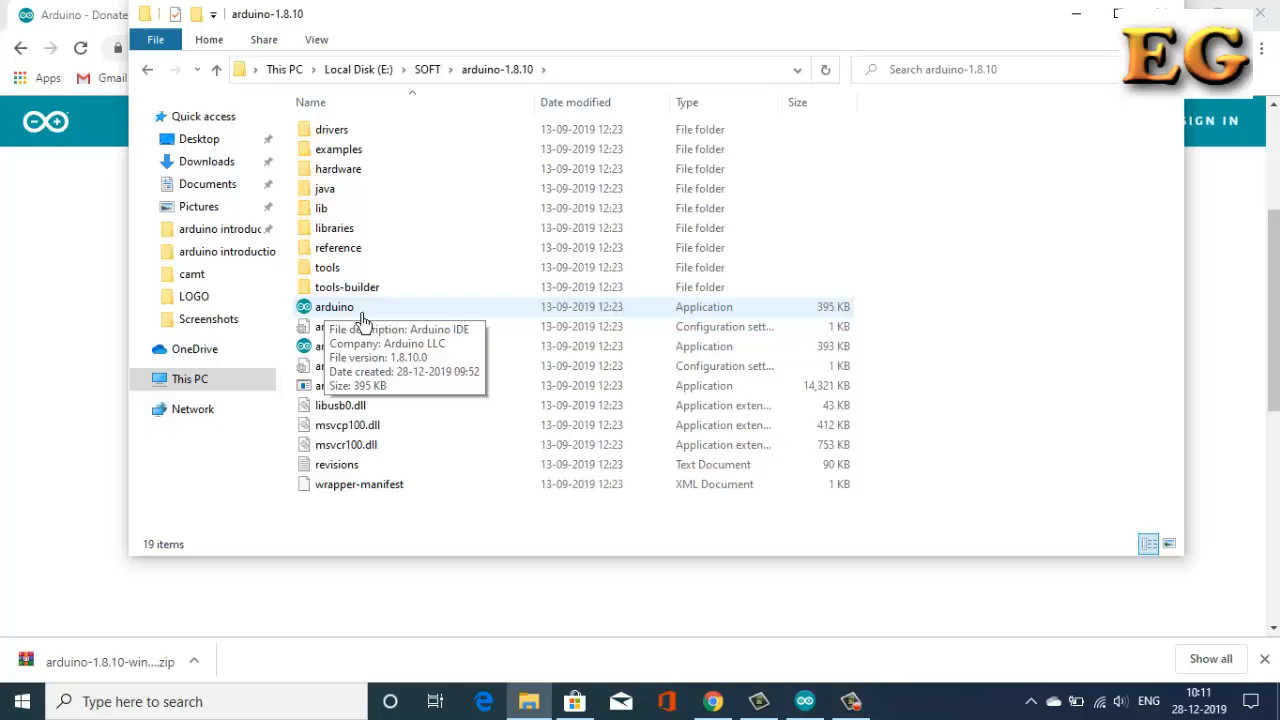 Arduino - Donate
arduino-1.8.10
EG
File Home Share View
This PC Local Disk (E:) SOFT arduino-1.8.10
Search arduino-1.8.10
Apps Gmail
SIGN IN
Name Date modified Type Size
Quick access
Desktop
Downloads
Documents
Pictures
arduino introduc
arduino introduction
camt
LOGO
Screenshots
OneDrive
This PC
Network
drivers 13-09-2019 12:23 File folder
examples 13-09-2019 12:23 File folder
hardware 13-09-2019 12:23 File folder
java 13-09-2019 12:23 File folder
lib 13-09-2019 12:23 File folder
libraries 13-09-2019 12:23 File folder
reference 13-09-2019 12:23 File folder
tools 13-09-2019 12:23 File folder
tools-builder 13-09-2019 12:23 File folder
arduino 13-09-2019 12:23 Application 395 KB
13-09-2019 12:23 Configuration sett... 1 KB
13-09-2019 12:23 Application 393 KB
13-09-2019 12:23 Configuration sett... 1 KB
13-09-2019 12:23 Application 14,321 KB
libusb0.dll 13-09-2019 12:23 Application exten... 43 KB
msvcp100.dll 13-09-2019 12:23 Application exten... 412 KB
msvcr100.dll 13-09-2019 12:23 Application exten... 753 KB
revisions 13-09-2019 12:23 Text Document 90 KB
wrapper-manifest 13-09-2019 12:23 XML Document 1 KB
File description: Arduino IDE
Company: Arduino LLC
File version: 1.8.10.0
Date created: 28-12-2019 09:52
Size: 395 KB
19 items
arduino-1.8.10-win....zip
Show all
Type here to search
ENG
10:11
28-12-2019